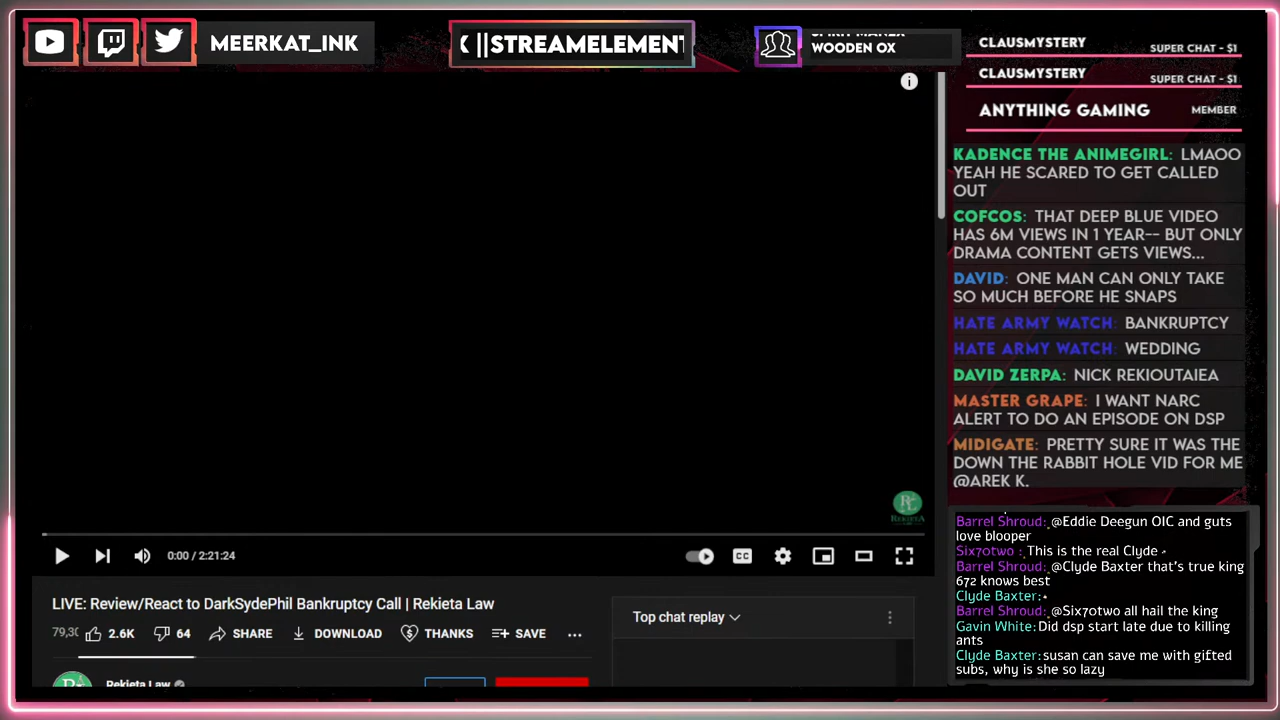 MEERKAT_INK
||STREAMELEMENT
WOODEN OX
CLAUSMYSTERY
SUPER CHAT - $1
CLAUSMYSTERY
SUPER CHAT - $1
ANYTHING GAMING
MEMBER
KADENCE THE ANIMEGIRL: LMAOO
YEAH HE SCARED TO GET CALLED
OUT
COFCOS: THAT DEEP BLUE VIDEO
HAS 6M VIEWS IN 1 YEAR-- BUT ONLY
DRAMA CONTENT GETS VIEWS...
DAVID: ONE MAN CAN ONLY TAKE
SO MUCH BEFORE HE SNAPS
HATE ARMY WATCH: BANKRUPTCY
HATE ARMY WATCH: WEDDING
DAVID ZERPA: NICK REKIOUTAIEA
MASTER GRAPE: I WANT NARC
ALERT TO DO AN EPISODE ON DSP
MIDIGATE: PRETTY SURE IT WAS THE
DOWN THE RABBIT HOLE VID FOR ME
@AREK K.
Barrel Shroud: @Eddie Deegun OIC and guts
love blooper
Six7otwo : This is the real Clyde
Barrel Shroud: @Clyde Baxter that's true king
672 knows best
Clyde Baxter:
Barrel Shroud: @Six7otwo all hail the king
Gavin White: Did dsp start late due to killing
ants
Clyde Baxter: susan can save me with gifted
subs, why is she so lazy
REKIETA
0:00 / 2:21:24
CC
LIVE: Review/React to DarkSydePhil Bankruptcy Call | Rekieta Law
79,30
2.6K
64
SHARE
DOWNLOAD
THANKS
SAVE
Top chat replay
Rekieta Law